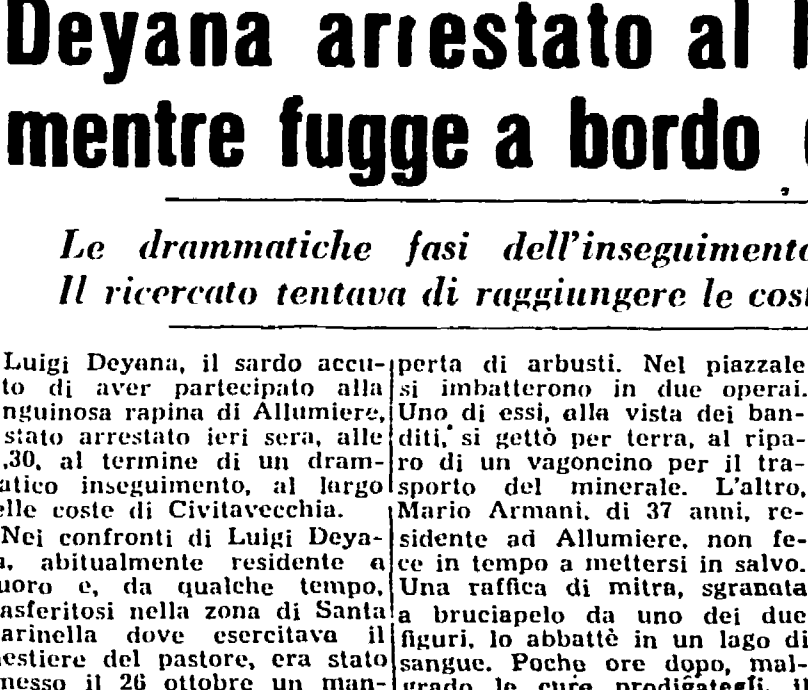 Deyana arrestato al
mentre fugge a bordo
Le drammatiche fasi dell'inseguimento
Il ricercato tentava di raggiungere le cost
Luigi Deyana, il sardo accu-
to di aver partecipato alla
nguinosa rapina di Allumiere,
stato arrestato ieri sera, alle
.30, al termine di un dram-
atico inseguimento, al largo
elle coste di Civitavecchia.
Nei confronti di Luigi Deya-
a, abitualmente residente a
uoro e, da qualche tempo,
asferitosi nella zona di Santa
arinella dove esercitava il
estiere del pastore, era stato
messo il 26 ottobre un man-
perta di arbusti. Nel piazzale
si imbatterono in due operai.
Uno di essi, alla vista dei ban-
diti, si gettò per terra, al ripa-
ro di un vagoncino per il tra-
sporto del minerale. L'altro,
Mario Armani, di 37 anni, re-
sidente ad Allumiere, non fe-
ce in tempo a mettersi in salvo.
Una raffica di mitra, sgranata
a bruciapelo da uno dei due
figuri, lo abbattè in un lago di
sangue. Poche ore dopo, mal-
grado le cure prodigategli, il